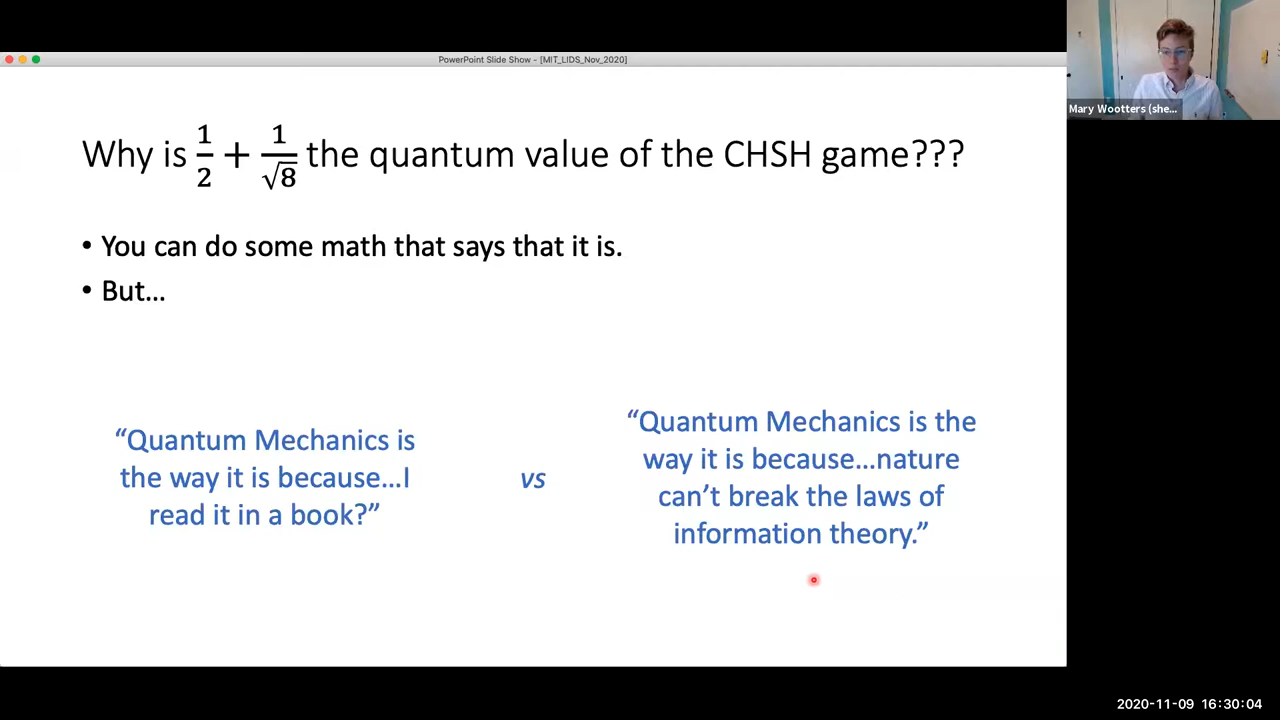 PowerPoint Slide Show - [MIT_LIDS_Nov_2020]
Mary Wootters (she...
Why is 1/2 + 1/√8 the quantum value of the CHSH game???
• You can do some math that says that it is.
• But...
“Quantum Mechanics is
the way it is because...I
read it in a book?”
vs
“Quantum Mechanics is the
way it is because...nature
can’t break the laws of
information theory.”
2020-11-09 16:30:04